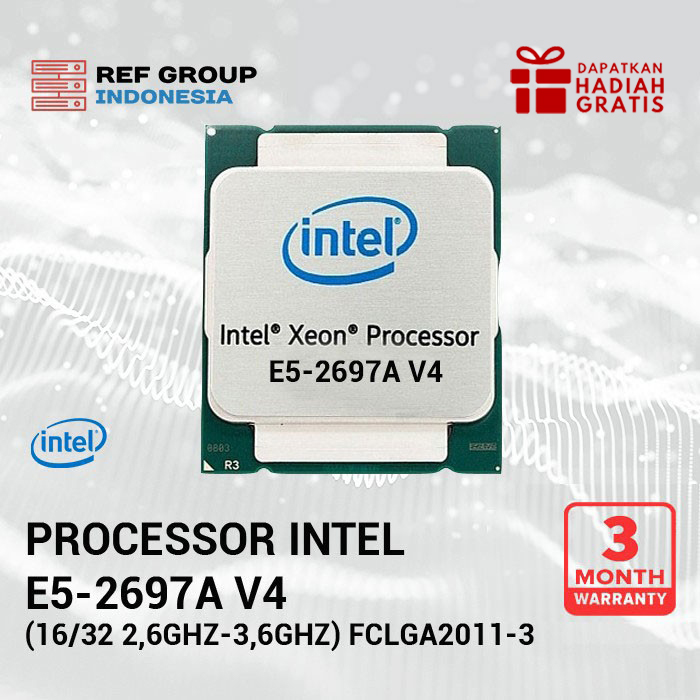 REF GROUP
INDONESIA
DAPATKAN
HADIAH
GRATIS
intel®
Intel® Xeon® Processor
E5-2697A V4
0803
R3
intel
PROCESSOR INTEL
E5-2697A V4
(16/32 2,6GHZ-3,6GHZ) FCLGA2011-3
3
MONTH
WARRANTY